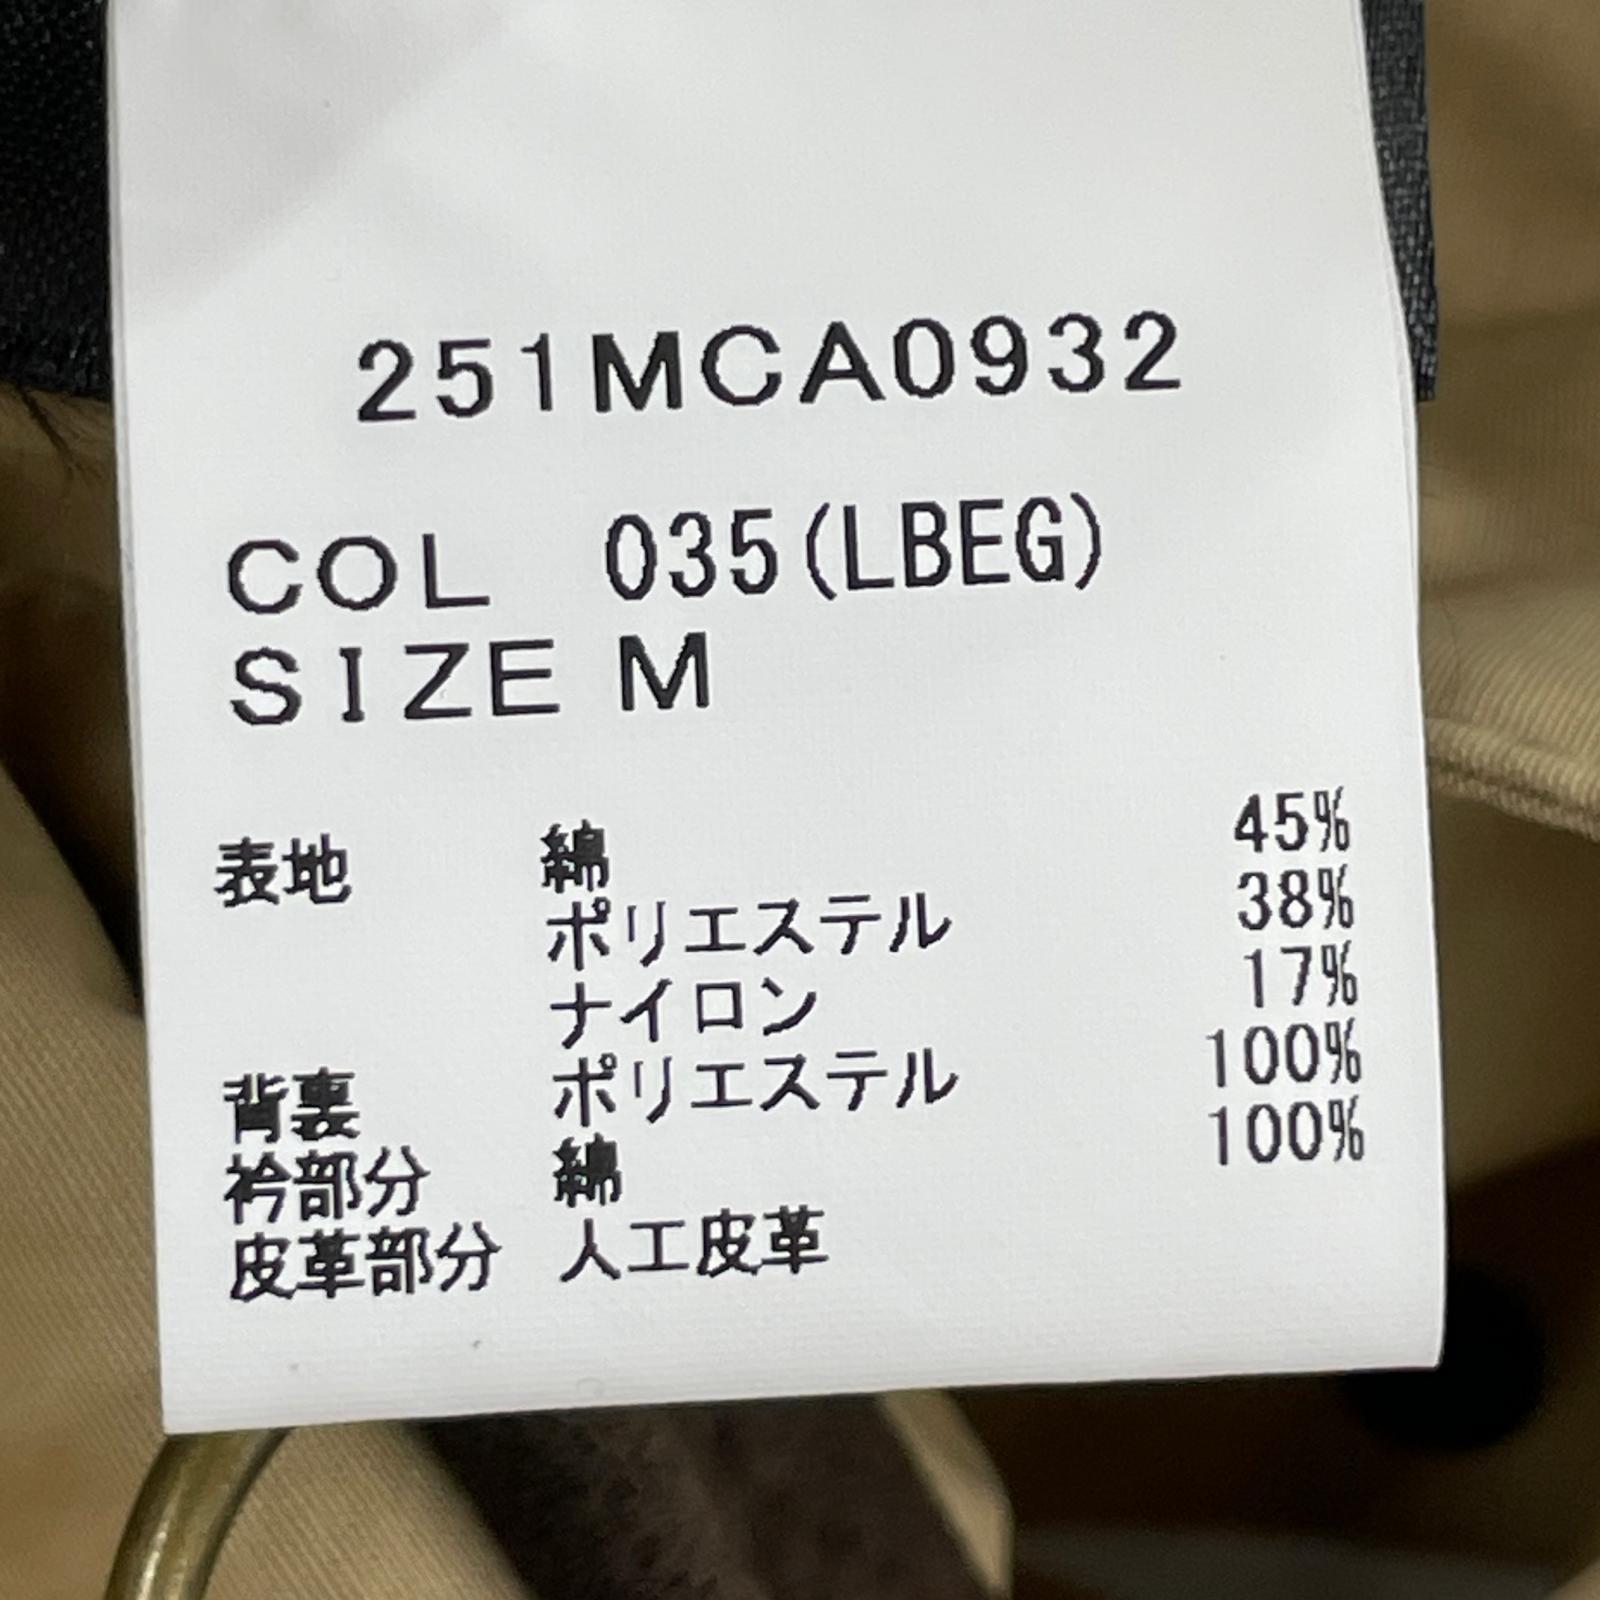 251MCA0932
COL 035(LBEG)
SIZE M
表地 綿 45%
ポリエステル 38%
ナイロン 17%
背裏 ポリエステル 100%
衿部分 綿 100%
皮革部分 人工皮革